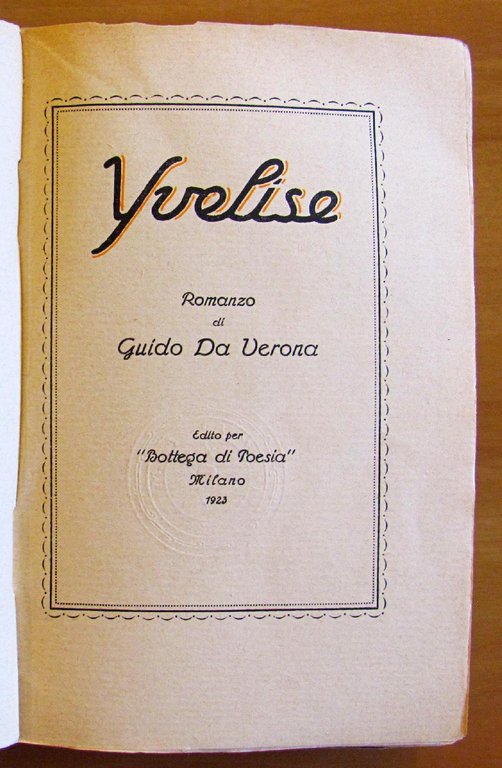 Yvelise
Romanzo
di
Guido Da Verona
Edito per
"Bottega di Poesia"
Milano
1923